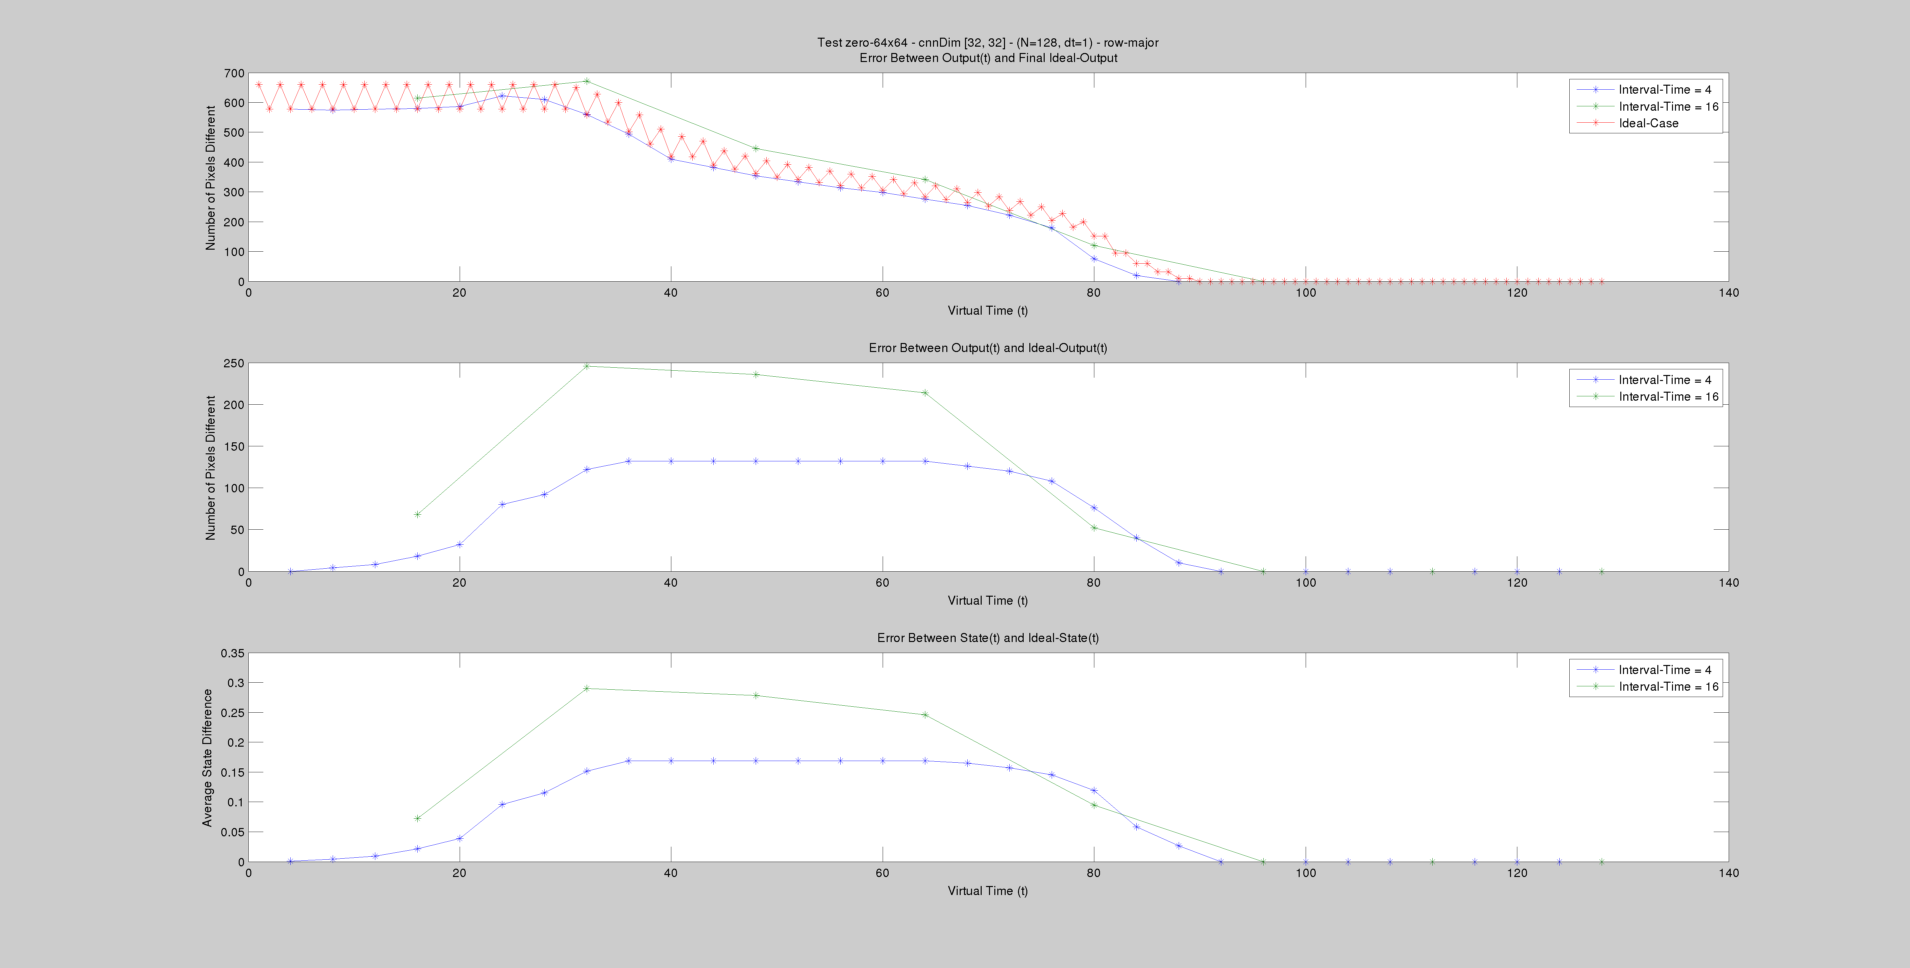 Test zero-64x64 - cnnDim [32, 32] - (N=128, dt=1) - row-major
Error Between Output(t) and Final Ideal-Output
Number of Pixels Different
700
600
500
400
300
200
100
0
0 20 40 60 80 100 120 140
Virtual Time (t)
Interval-Time = 4
Interval-Time = 16
Ideal-Case
Error Between Output(t) and Ideal-Output(t)
Number of Pixels Different
250
200
150
100
50
0
0 20 40 60 80 100 120 140
Virtual Time (t)
Interval-Time = 4
Interval-Time = 16
Error Between State(t) and Ideal-State(t)
Average State Difference
0.35
0.3
0.25
0.2
0.15
0.1
0.05
0
0 20 40 60 80 100 120 140
Virtual Time (t)
Interval-Time = 4
Interval-Time = 16